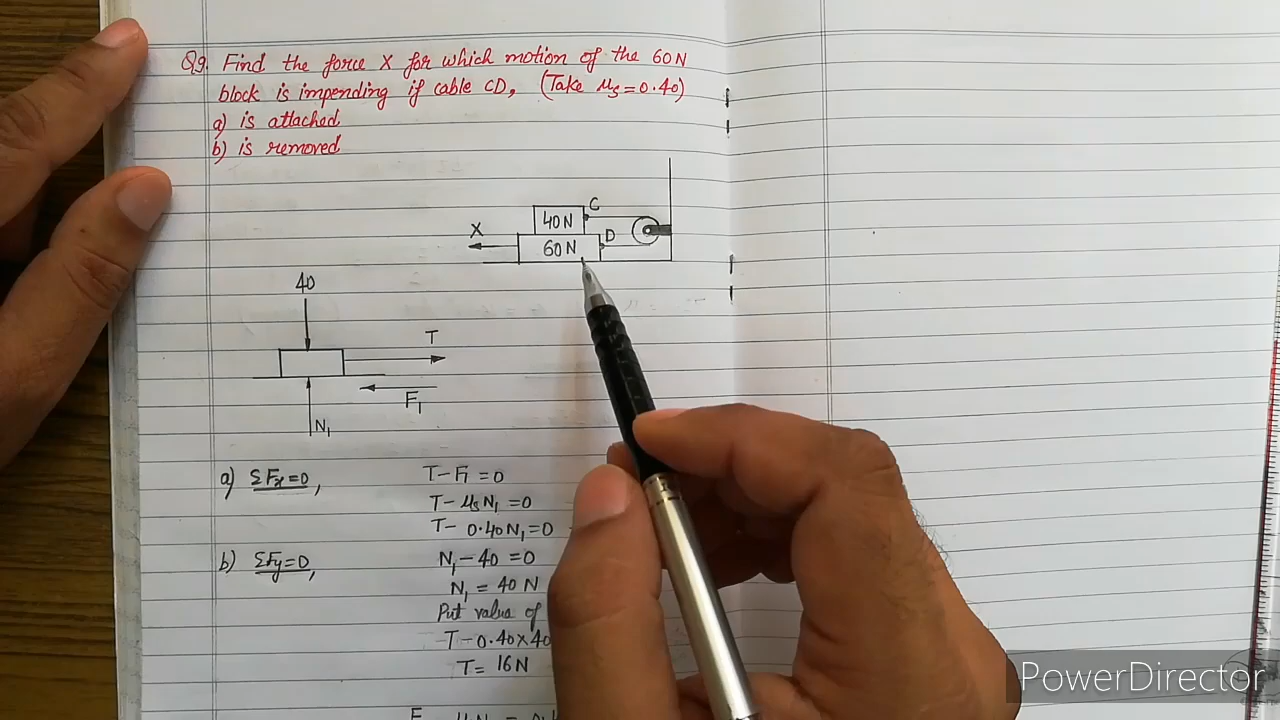 Q9. Find the force X for which motion of the 60N
block is impending if cable CD, (Take μs=0.40)
a) is attached
b) is removed
C
40N
X
D
60N
40
T
F1
N1
a) ΣFx=0, T-F1=0
T-μsN1=0
T-0.40N1=0
b) ΣFy=0, N1-40=0
N1=40N
Put value of
T-0.40×40
T=16N
PowerDirector